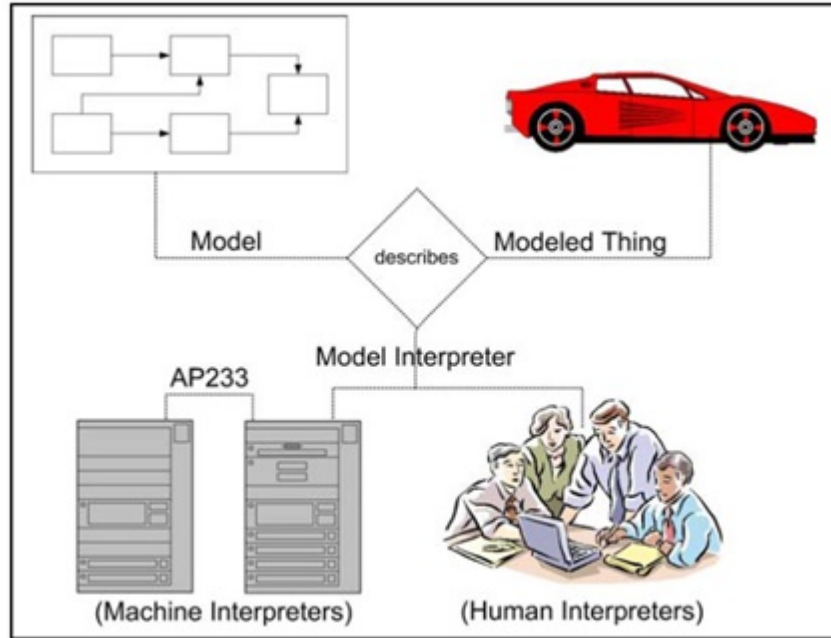 Model
describes
Modeled Thing
Model Interpreter
AP233
(Machine Interpreters)
(Human Interpreters)